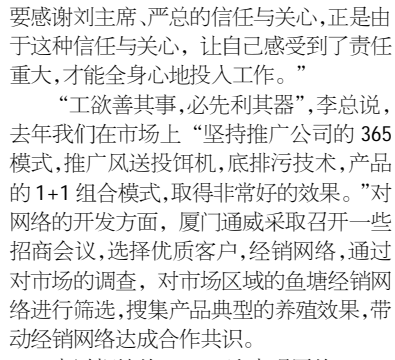 要感谢刘主席、严总的信任与关心,正是由
于这种信任与关心，让自己感受到了责任
重大,才能全身心地投入工作。”
“工欲善其事,必先利其器”,李总说，
去年我们在市场上“坚持推广公司的 365
模式,推广风送投饵机,底排污技术,产品
的 1+1 组合模式,取得非常好的效果。”对
网络的开发方面，厦门通威采取召开一些
招商会议,选择优质客户,经销网络,通过
对市场的调查，对市场区域的鱼塘经销网
络进行筛选,搜集产品典型的养殖效果,带
动经销网络达成合作共识。